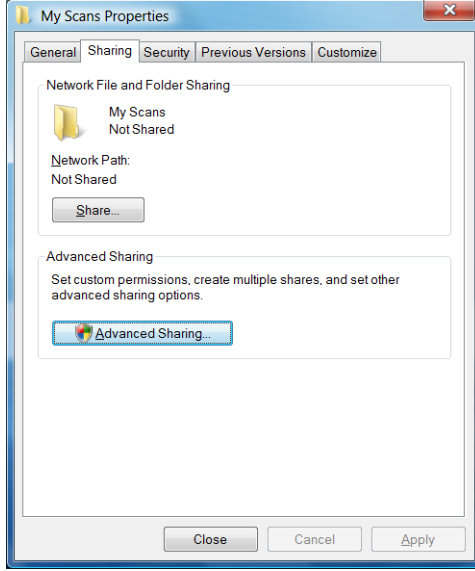 My Scans Properties
General Sharing Security Previous Versions Customize
Network File and Folder Sharing
My Scans
Not Shared
Network Path:
Not Shared
Share...
Advanced Sharing
Set custom permissions, create multiple shares, and set other
advanced sharing options.
Advanced Sharing...
Close Cancel Apply